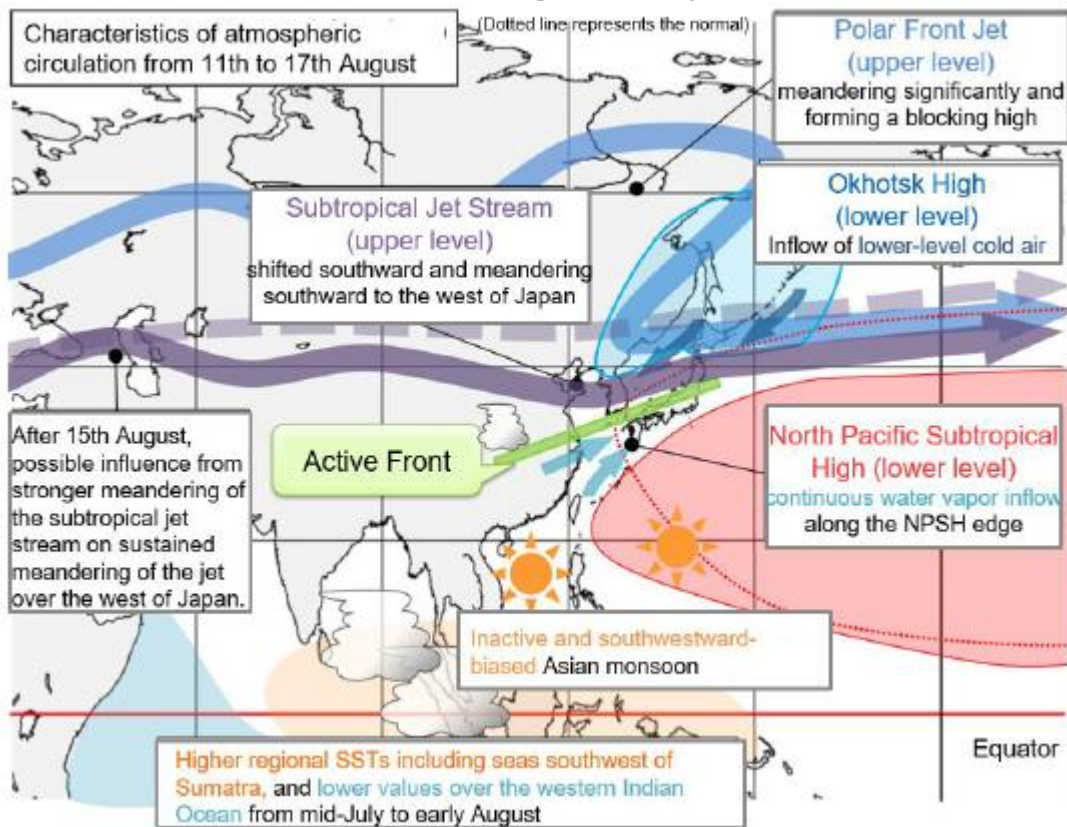 Characteristics of atmospheric
circulation from 11th to 17th August
(Dotted line represents the normal)
Polar Front Jet
(upper level)
meandering significantly and
forming a blocking high
Okhotsk High
(lower level)
Inflow of lower-level cold air
Subtropical Jet Stream
(upper level)
shifted southward and meandering
southward to the west of Japan
After 15th August,
possible influence from
stronger meandering of
the subtropical jet
stream on sustained
meandering of the jet
over the west of Japan.
Active Front
North Pacific Subtropical
High (lower level)
continuous water vapor inflow
along the NPSH edge
Inactive and southwestward-
biased Asian monsoon
Equator
Higher regional SSTs including seas southwest of
Sumatra, and lower values over the western Indian
Ocean from mid-July to early August